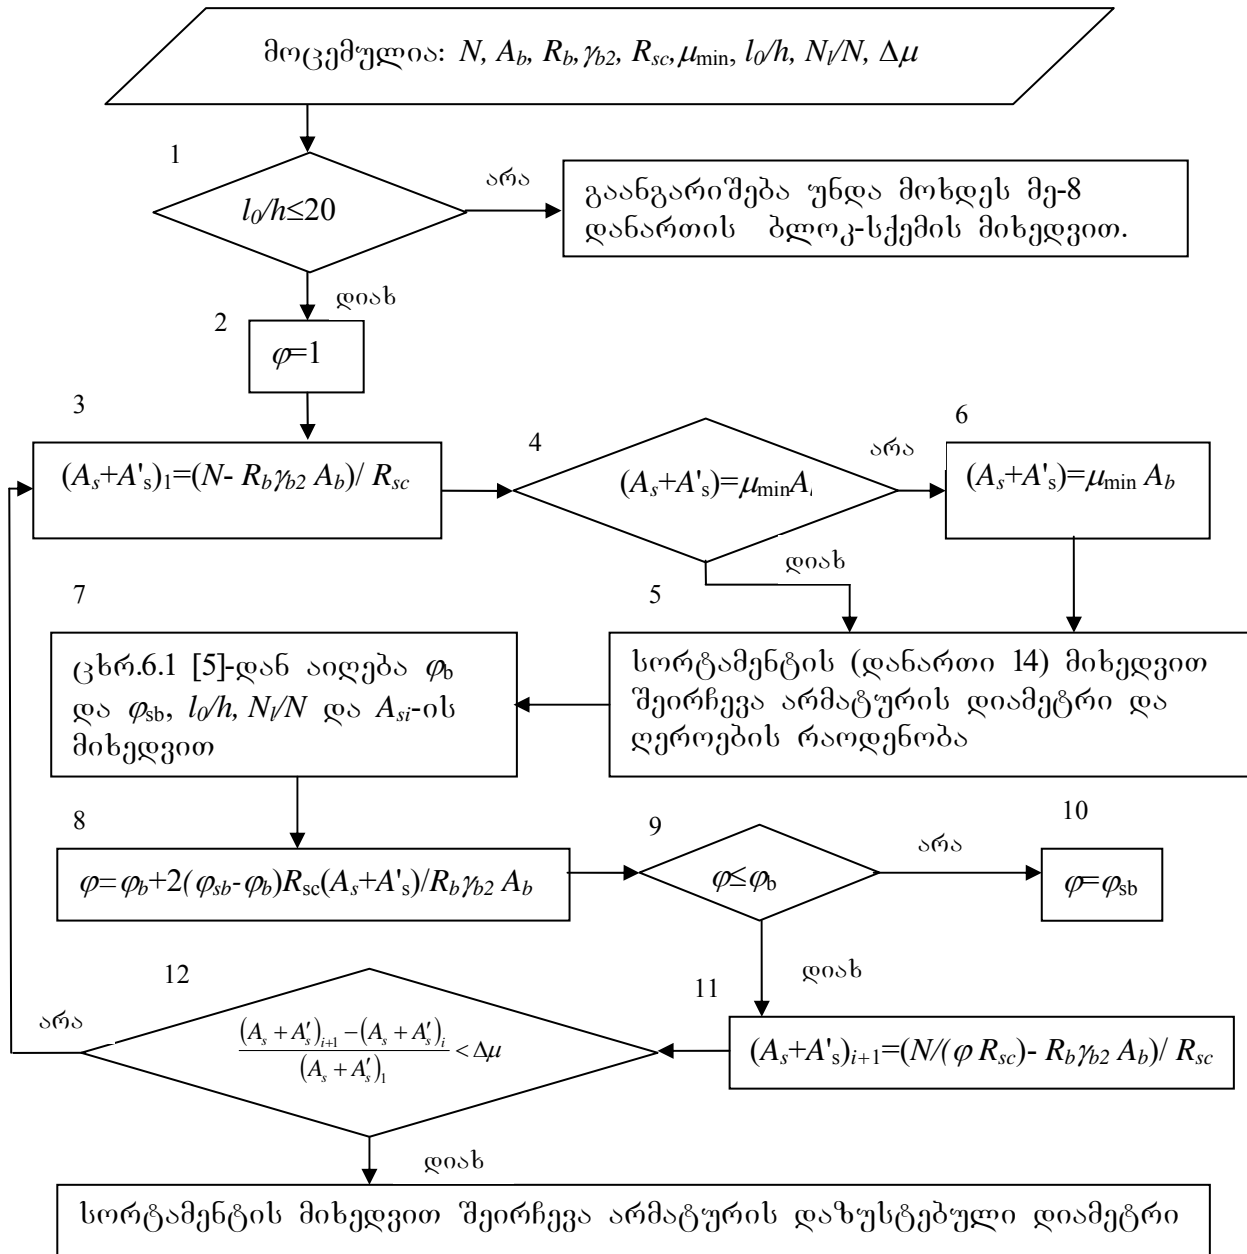 მოცემულია: N, A_b, R_b, γ_b2, R_sc, μ_min, l_0/h, N_l/N, Δμ
1
l_0/h≤20
არა
გაანგარიშება უნდა მოხდეს მე-8
დანართის ბლოკ-სქემის მიხედვით.
დიახ
2
φ=1
3
(A_s+A'_s)_1=(N- R_bγ_b2 A_b)/ R_sc
4
(A_s+A'_s)=μ_minA
არა
6
(A_s+A'_s)=μ_min A_b
დიახ
5
სორტამენტის (დანართი 14) მიხედვით
შეირჩევა არმატურის დიამეტრი და
ღეროების რაოდენობა
7
ცხრ.6.1 [5]-დან აიღება φ_b
და φ_sb, l_0/h, N_l/N და A_si-ის
მიხედვით
8
φ=φ_b+2(φ_sb-φ_b)R_sc(A_s+A'_s)/R_bγ_b2 A_b
9
φ≤φ_b
არა
10
φ=φ_sb
დიახ
11
(A_s+A'_s)_i+1=(N/(φ R_sc)- R_bγ_b2 A_b)/ R_sc
12
((A_s + A'_s)_i+1 − (A_s + A'_s)_i)/(A_s + A'_s)_1 < Δμ
არა
დიახ
სორტამენტის მიხედვით შეირჩევა არმატურის დაზუსტებული დიამეტრი